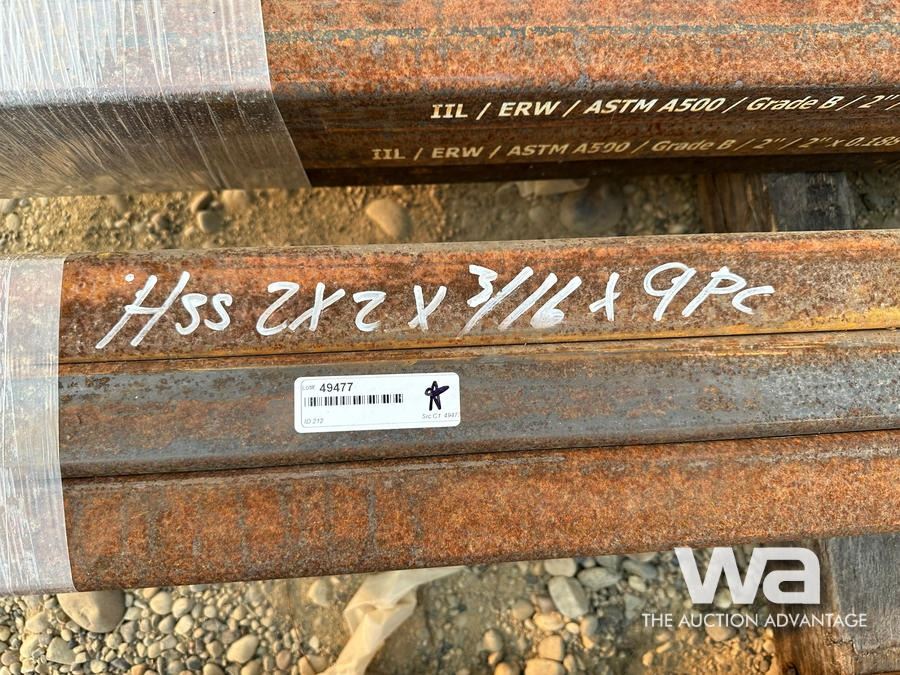 IIL / ERW / ASTM A500 / Grade B / 2" /
IIL / ERW / ASTM A500 / Grade B / 2" / 2" x 0.188
HSS 2x2 x 3/16 x 9Pc
Lot# 49477
ID 212
wa
THE AUCTION ADVANTAGE